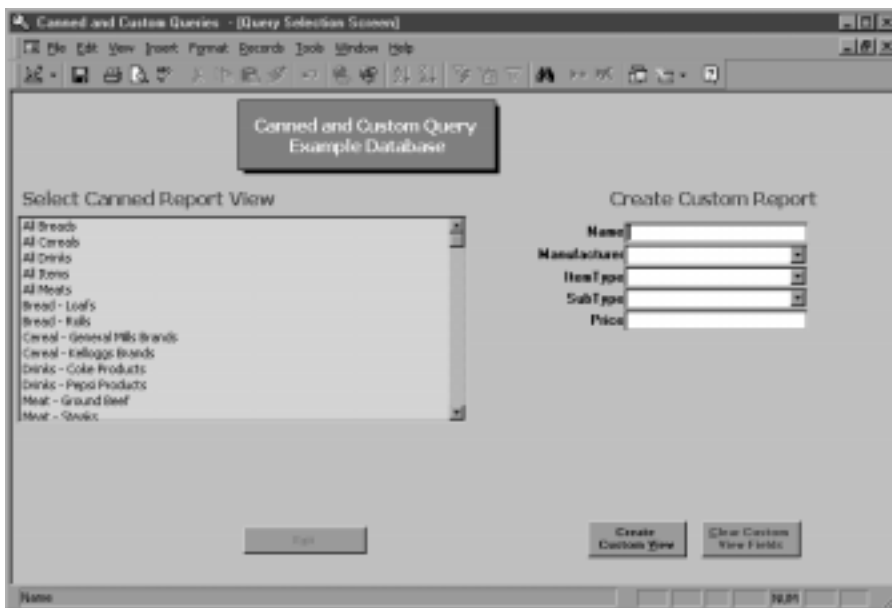 Canned and Custom Queries - [Query Selection Screen]
File Edit View Insert Format Records Tools Window Help
Canned and Custom Query
Example Database
Select Canned Report View
All Breads
All Cereals
All Drinks
All Items
All Meats
Bread - Loafs
Bread - Rolls
Cereal - General Mills Brands
Cereal - Kelloggs Brands
Drinks - Coke Products
Drinks - Pepsi Products
Meat - Ground Beef
Meat - Steaks
Create Custom Report
Name
Manufacturer
ItemType
SubType
Price
Exit
Create
Custom View
Clear Custom
View Fields
Name
NUM